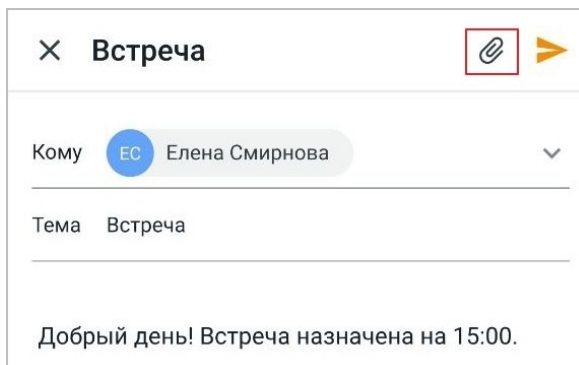 Встреча
Кому ЕС Елена Смирнова
Тема Встреча
Добрый день! Встреча назначена на 15:00.